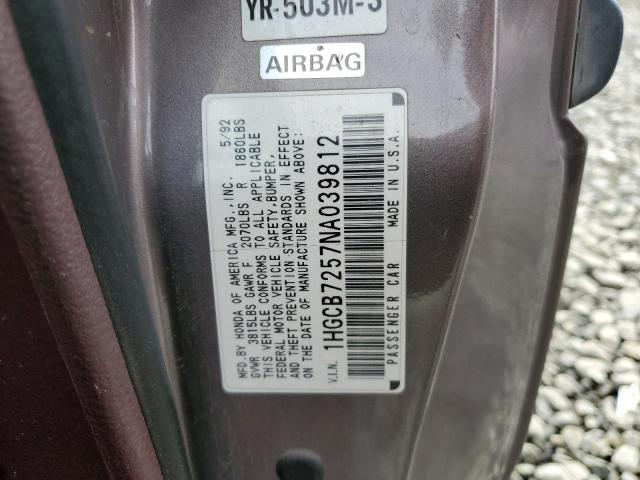 YR-503M-3
AIRBAG
MFD.BY HONDA OF AMERICA MFG.,INC. 5/92
GVWR 3815LBS GAWR F 2070LBS R 1860LBS
THIS VEHICLE CONFORMS TO ALL APPLICABLE
FEDERAL MOTOR VEHICLE SAFETY,BUMPER,
AND THEFT PREVENTION STANDARDS IN EFFECT
ON THE DATE OF MANUFACTURE SHOWN ABOVE:
V.I.N. 1HGCB7257NA039812
PASSENGER CAR MADE IN U.S.A.